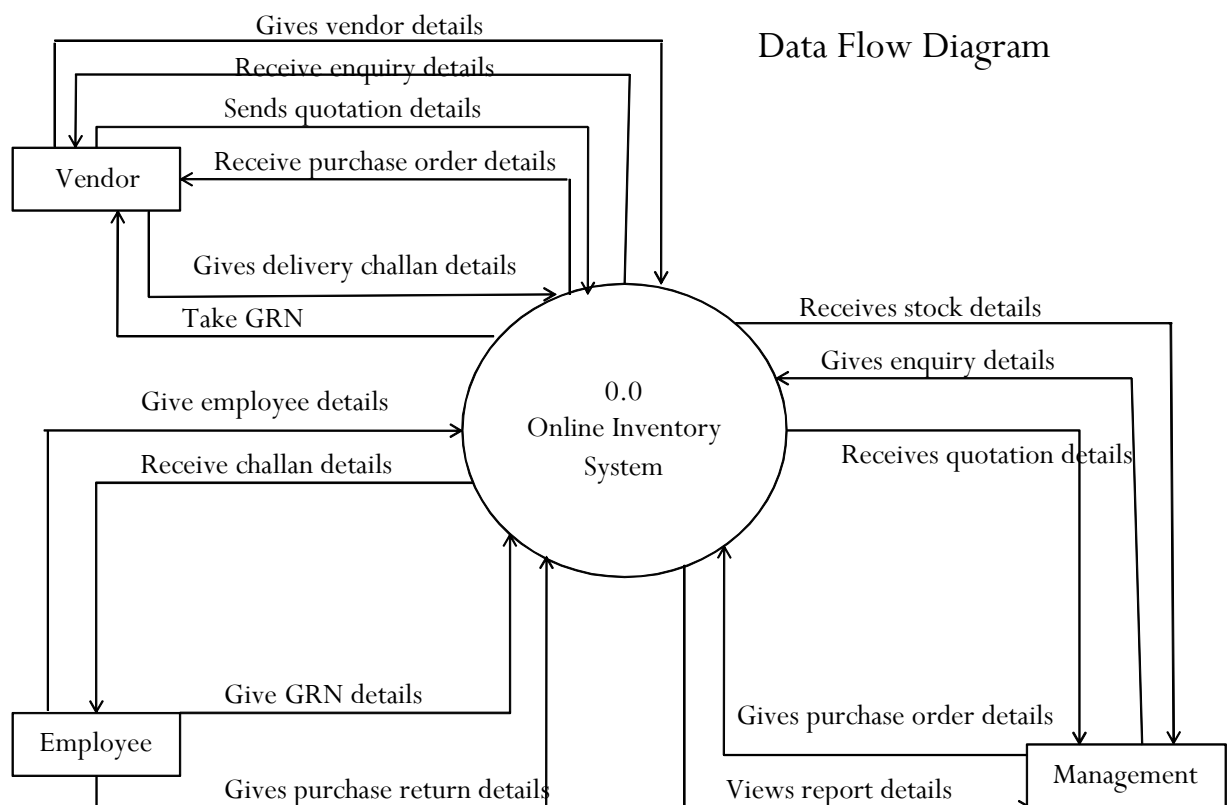 Gives vendor details
Data Flow Diagram
Receive enquiry details
Sends quotation details
Receive purchase order details
Vendor
Gives delivery challan details
Take GRN
Receives stock details
Gives enquiry details
0.0
Online Inventory
System
Give employee details
Receive challan details
Receives quotation details
Give GRN details
Gives purchase order details
Employee
Management
Gives purchase return details
Views report details